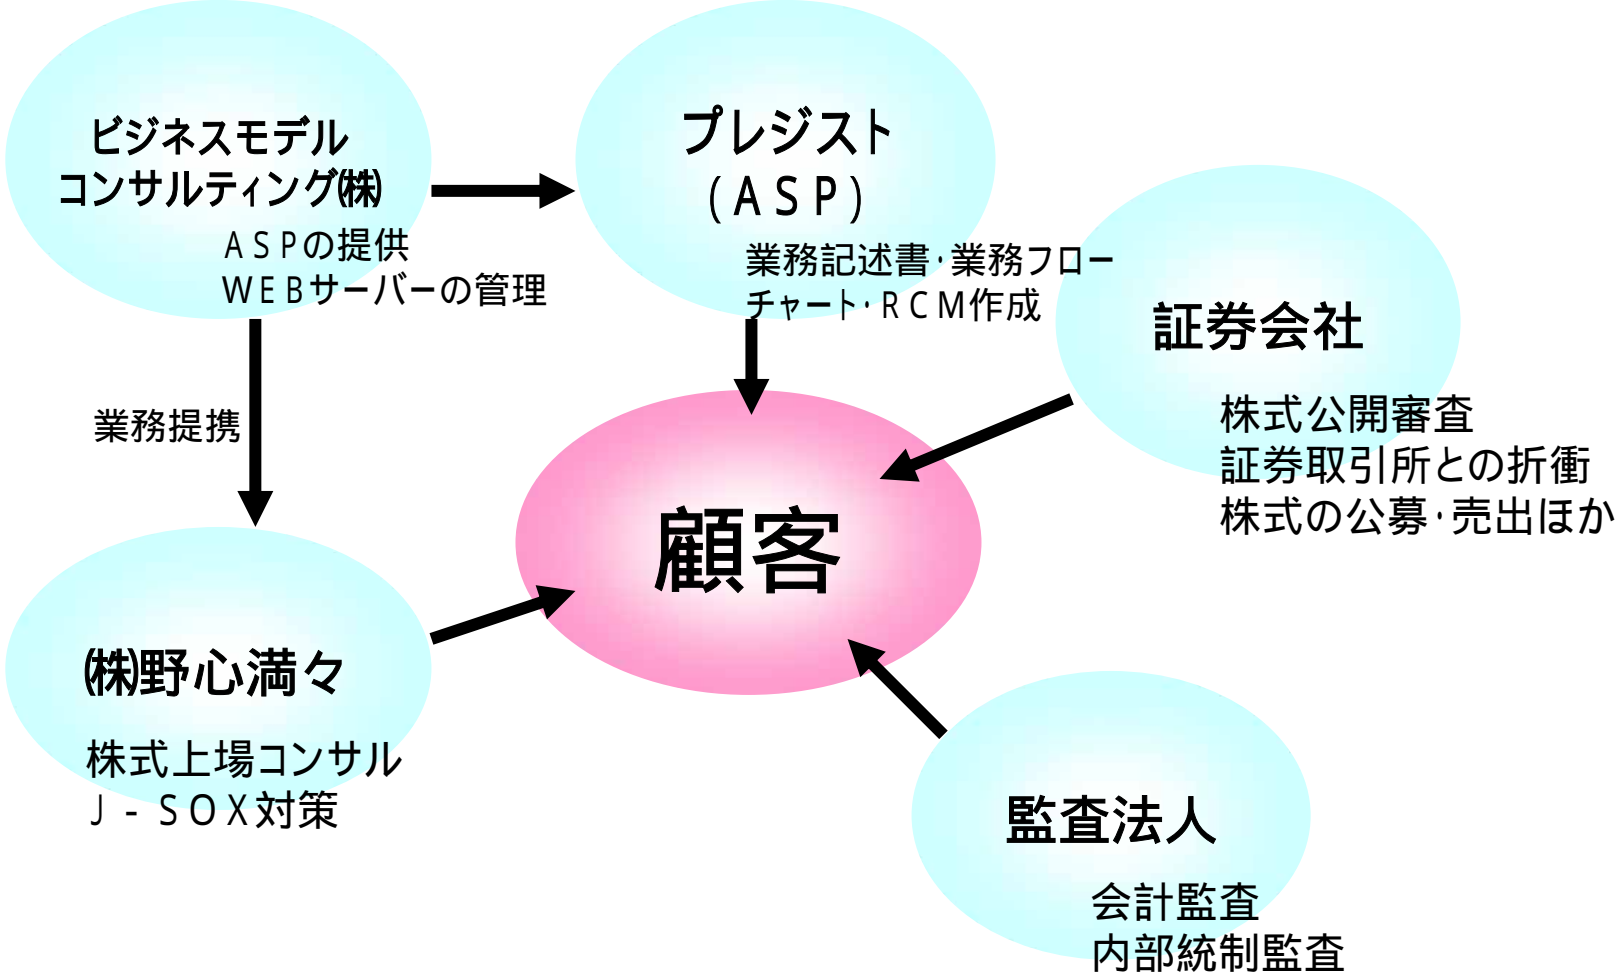 ビジネスモデル
コンサルティング㈱
ＡＳＰの提供
ＷＥＢサーバーの管理
プレジスト
(ＡＳＰ)
業務記述書・業務フロー
チャート・ＲＣＭ作成
証券会社
株式公開審査
証券取引所との折衝
株式の公募・売出ほか
業務提携
顧客
㈱野心満々
株式上場コンサル
Ｊ-ＳＯＸ対策
監査法人
会計監査
内部統制監査